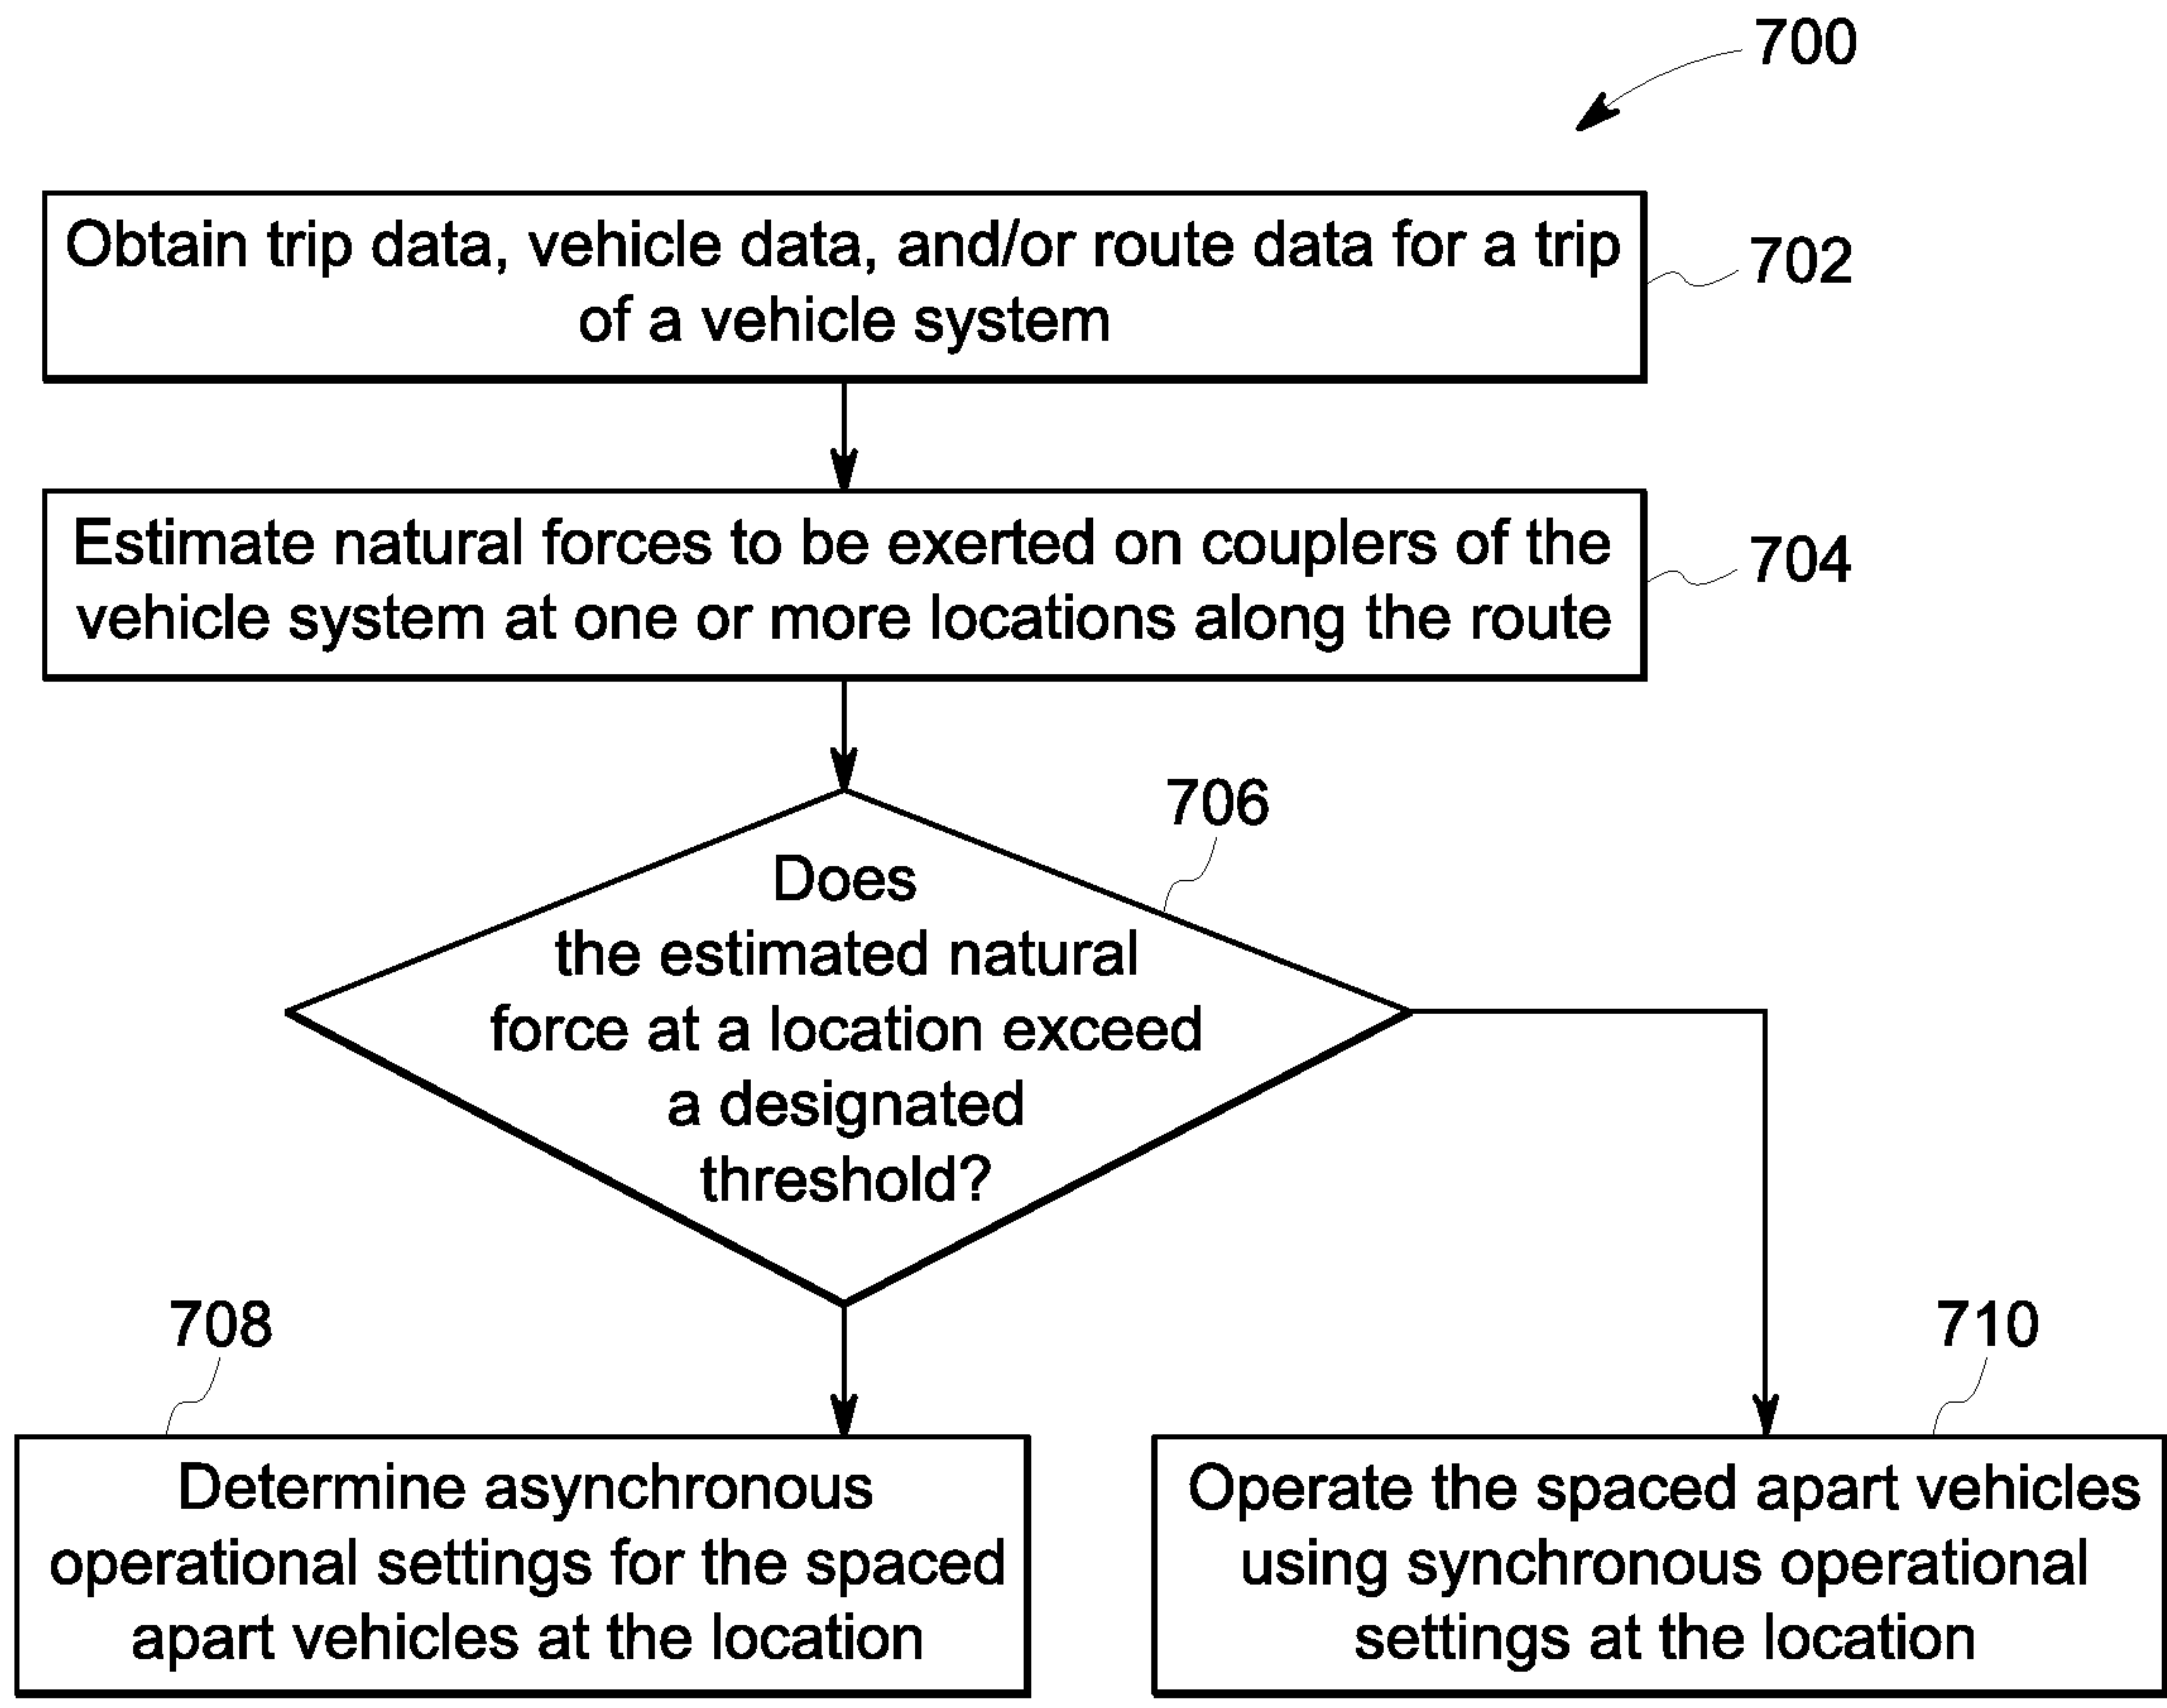 700
Obtain trip data, vehicle data, and/or route data for a trip
of a vehicle system
702
Estimate natural forces to be exerted on couplers of the
vehicle system at one or more locations along the route
704
706
Does
the estimated natural
force at a location exceed
a designated
threshold?
708
Determine asynchronous
operational settings for the spaced
apart vehicles at the location
710
Operate the spaced apart vehicles
using synchronous operational
settings at the location